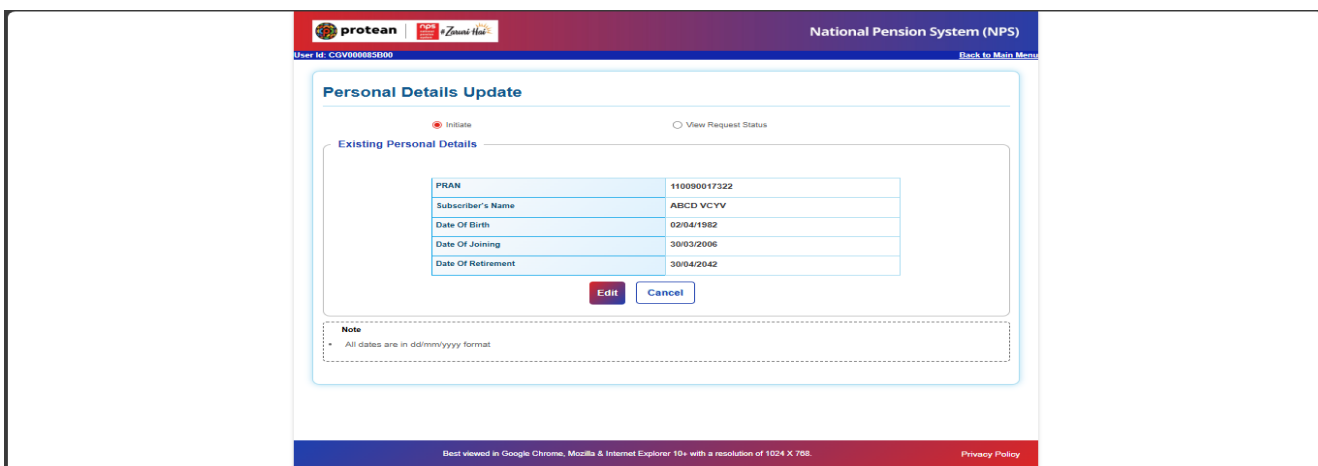 protean nps #Zaruri Hai National Pension System (NPS)
User Id: CGV000085B00 Back to Main Menu
Personal Details Update
Initiate View Request Status
Existing Personal Details
PRAN 110090017322
Subscriber's Name ABCD VCYV
Date Of Birth 02/04/1982
Date Of Joining 30/03/2006
Date Of Retirement 30/04/2042
Edit Cancel
Note
• All dates are in dd/mm/yyyy format
Best viewed in Google Chrome, Mozilla & Internet Explorer 10+ with a resolution of 1024 X 768. Privacy Policy